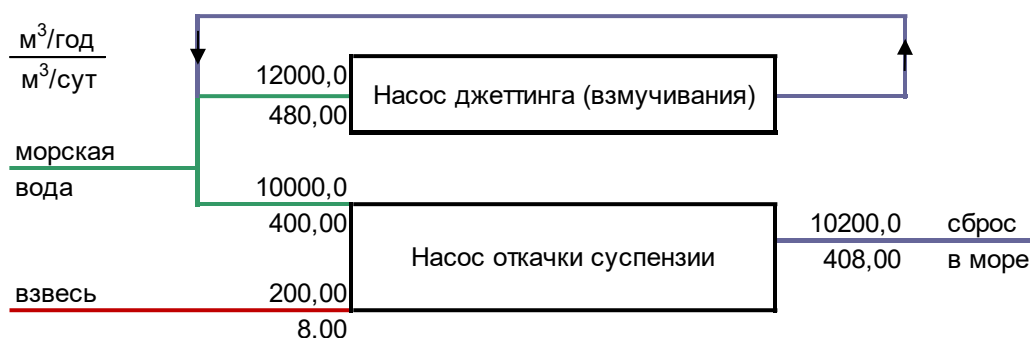 м³/год
м³/сут
12000,0
Насос джеттинга (взмучивания)
480,00
морская
вода
10000,0
400,00
Насос откачки суспензии
10200,0 сброс
408,00 в море
взвесь
200,00
8,00